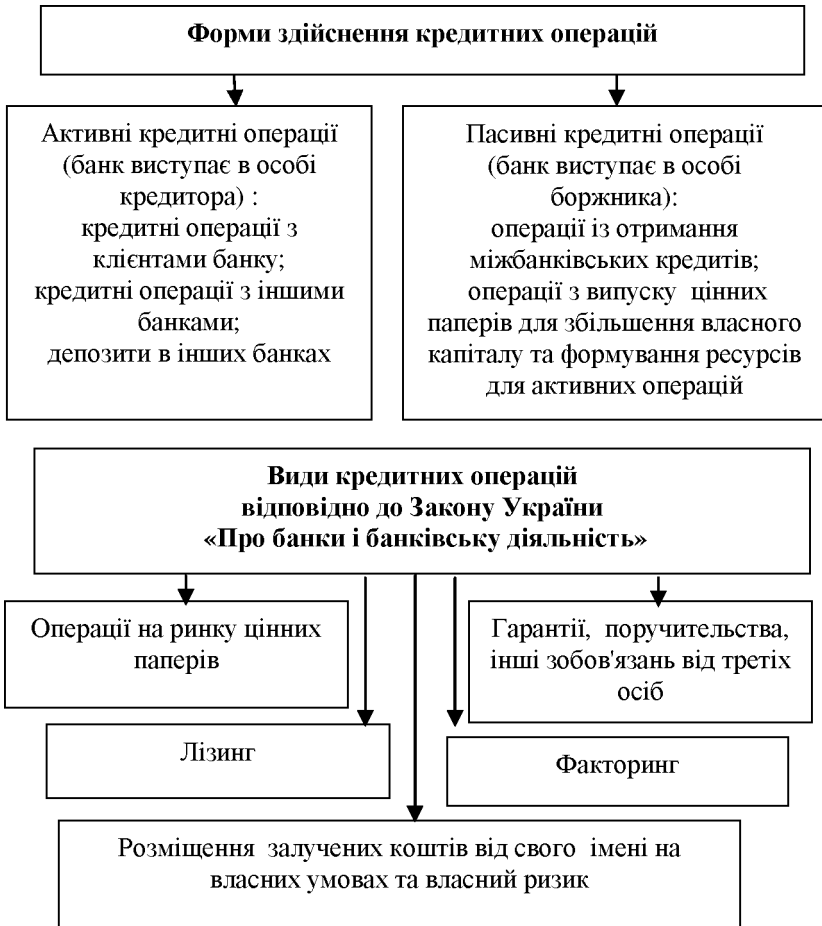 Форми здійснення кредитних операцій
Активні кредитні операції
(банк виступає в особі
кредитора) :
кредитні операції з
клієнтами банку;
кредитні операції з іншими
банками;
депозити в інших банках
Пасивні кредитні операції
(банк виступає в особі
боржника):
операції із отримання
міжбанківських кредитів;
операції з випуску цінних
паперів для збільшення власного
капіталу та формування ресурсів
для активних операцій
Види кредитних операцій
відповідно до Закону України
«Про банки і банківську діяльність»
Операції на ринку цінних
паперів
Гарантії, поручительства,
інші зобов'язань від третіх
осіб
Лізинг
Факторинг
Розміщення залучених коштів від свого імені на
власних умовах та власний ризик